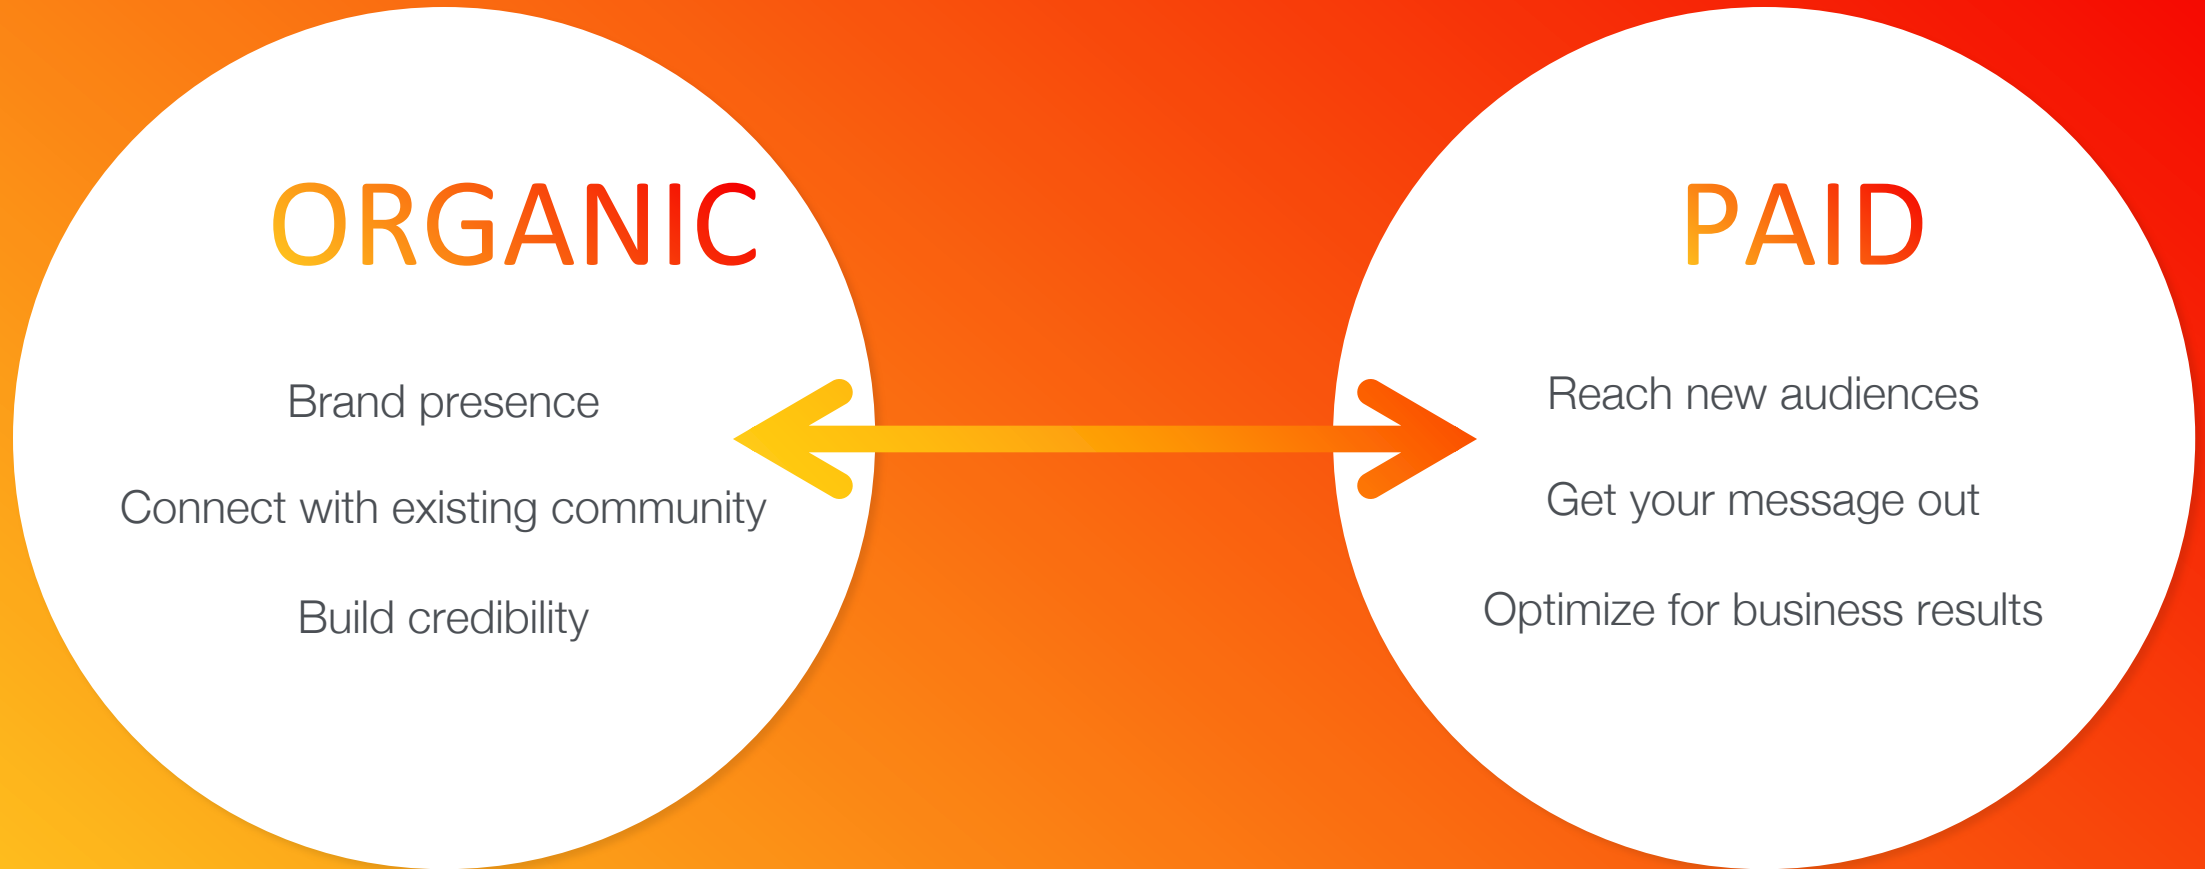 ORGANIC
Brand presence
Connect with existing community
Build credibility
PAID
Reach new audiences
Get your message out
Optimize for business results